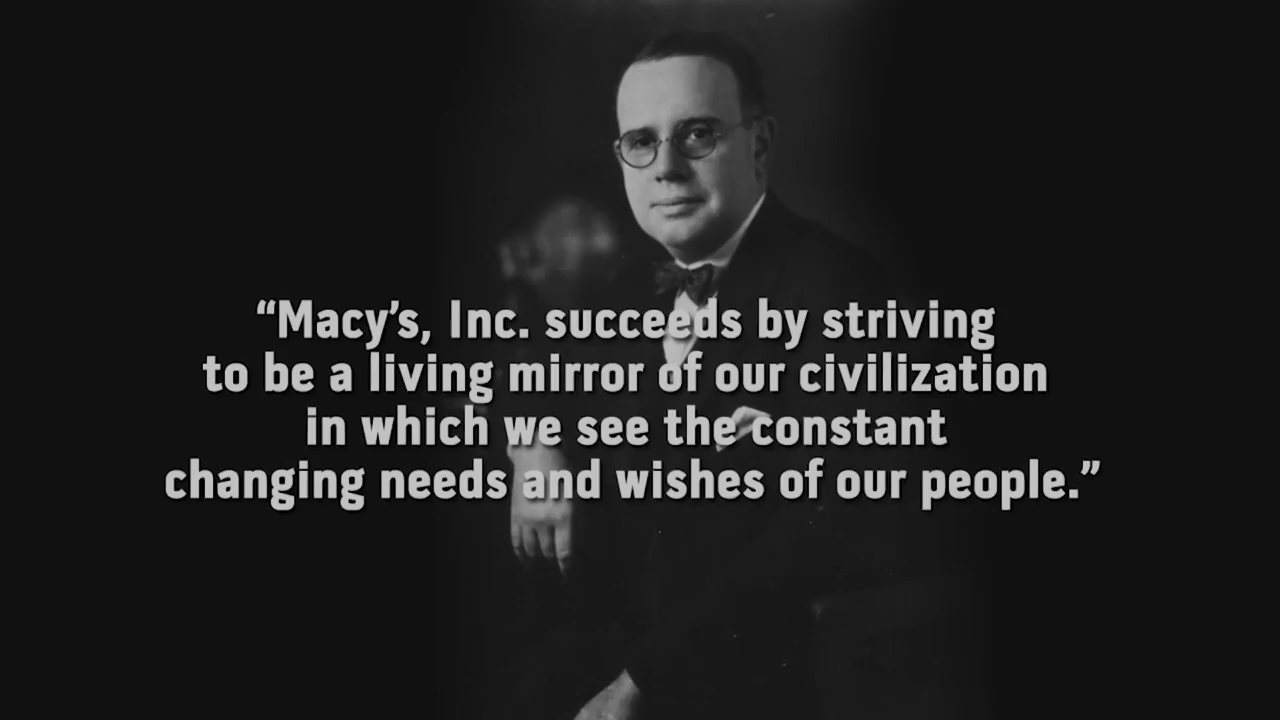 “Macy’s, Inc. succeeds by striving
to be a living mirror of our civilization
in which we see the constant
changing needs and wishes of our people.”